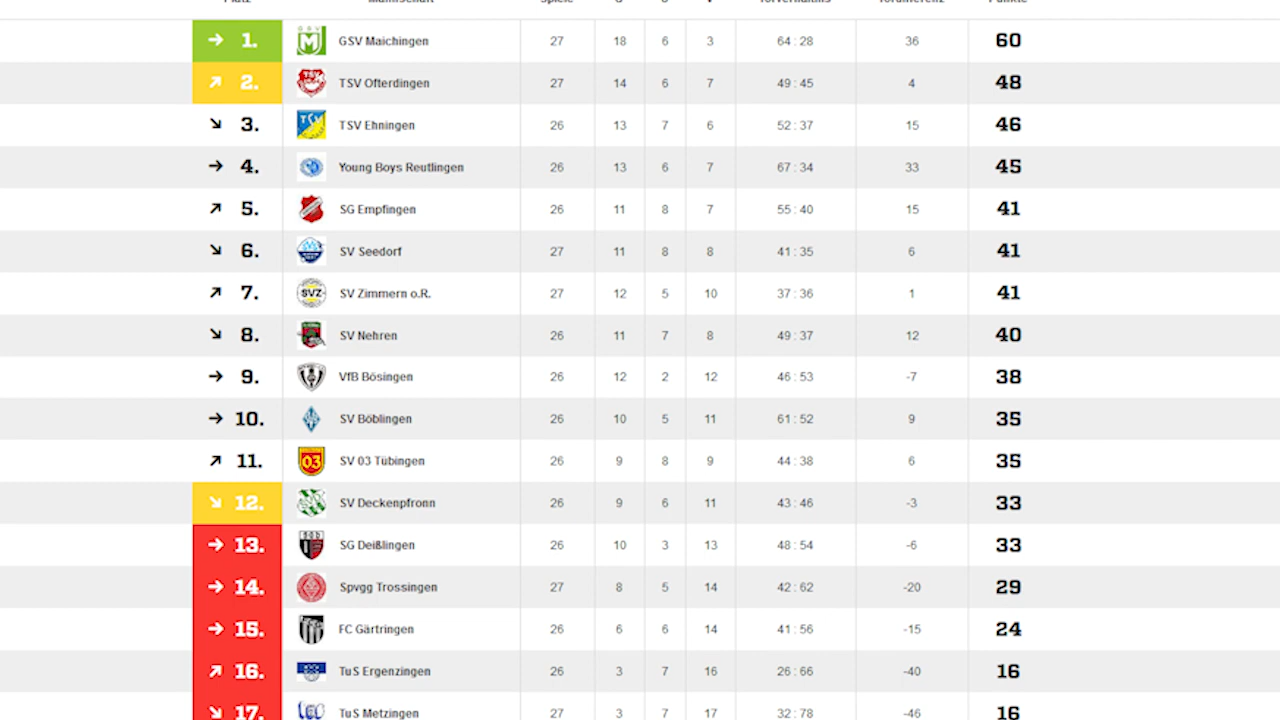 Platz Mannschaft Spiele G U V Torverhältnis Tordifferenz Punkte
→ 1. GSV Maichingen 27 18 6 3 64 : 28 36 60
↗ 2. TSV Ofterdingen 27 14 6 7 49 : 45 4 48
↘ 3. TSV Ehningen 26 13 7 6 52 : 37 15 46
→ 4. Young Boys Reutlingen 26 13 6 7 67 : 34 33 45
↗ 5. SG Empfingen 26 11 8 7 55 : 40 15 41
↘ 6. SV Seedorf 27 11 8 8 41 : 35 6 41
↗ 7. SV Zimmern o.R. 27 12 5 10 37 : 36 1 41
↘ 8. SV Nehren 26 11 7 8 49 : 37 12 40
→ 9. VfB Bösingen 26 12 2 12 46 : 53 -7 38
→ 10. SV Böblingen 26 10 5 11 61 : 52 9 35
↗ 11. SV 03 Tübingen 26 9 8 9 44 : 38 6 35
↘ 12. SV Deckenpfronn 26 9 6 11 43 : 46 -3 33
→ 13. SG Deißlingen 26 10 3 13 48 : 54 -6 33
→ 14. Spvgg Trossingen 27 8 5 14 42 : 62 -20 29
→ 15. FC Gärtringen 26 6 6 14 41 : 56 -15 24
↗ 16. TuS Ergenzingen 26 3 7 16 26 : 66 -40 16
↘ 17. TuS Metzingen 27 3 7 17 32 : 78 -46 16